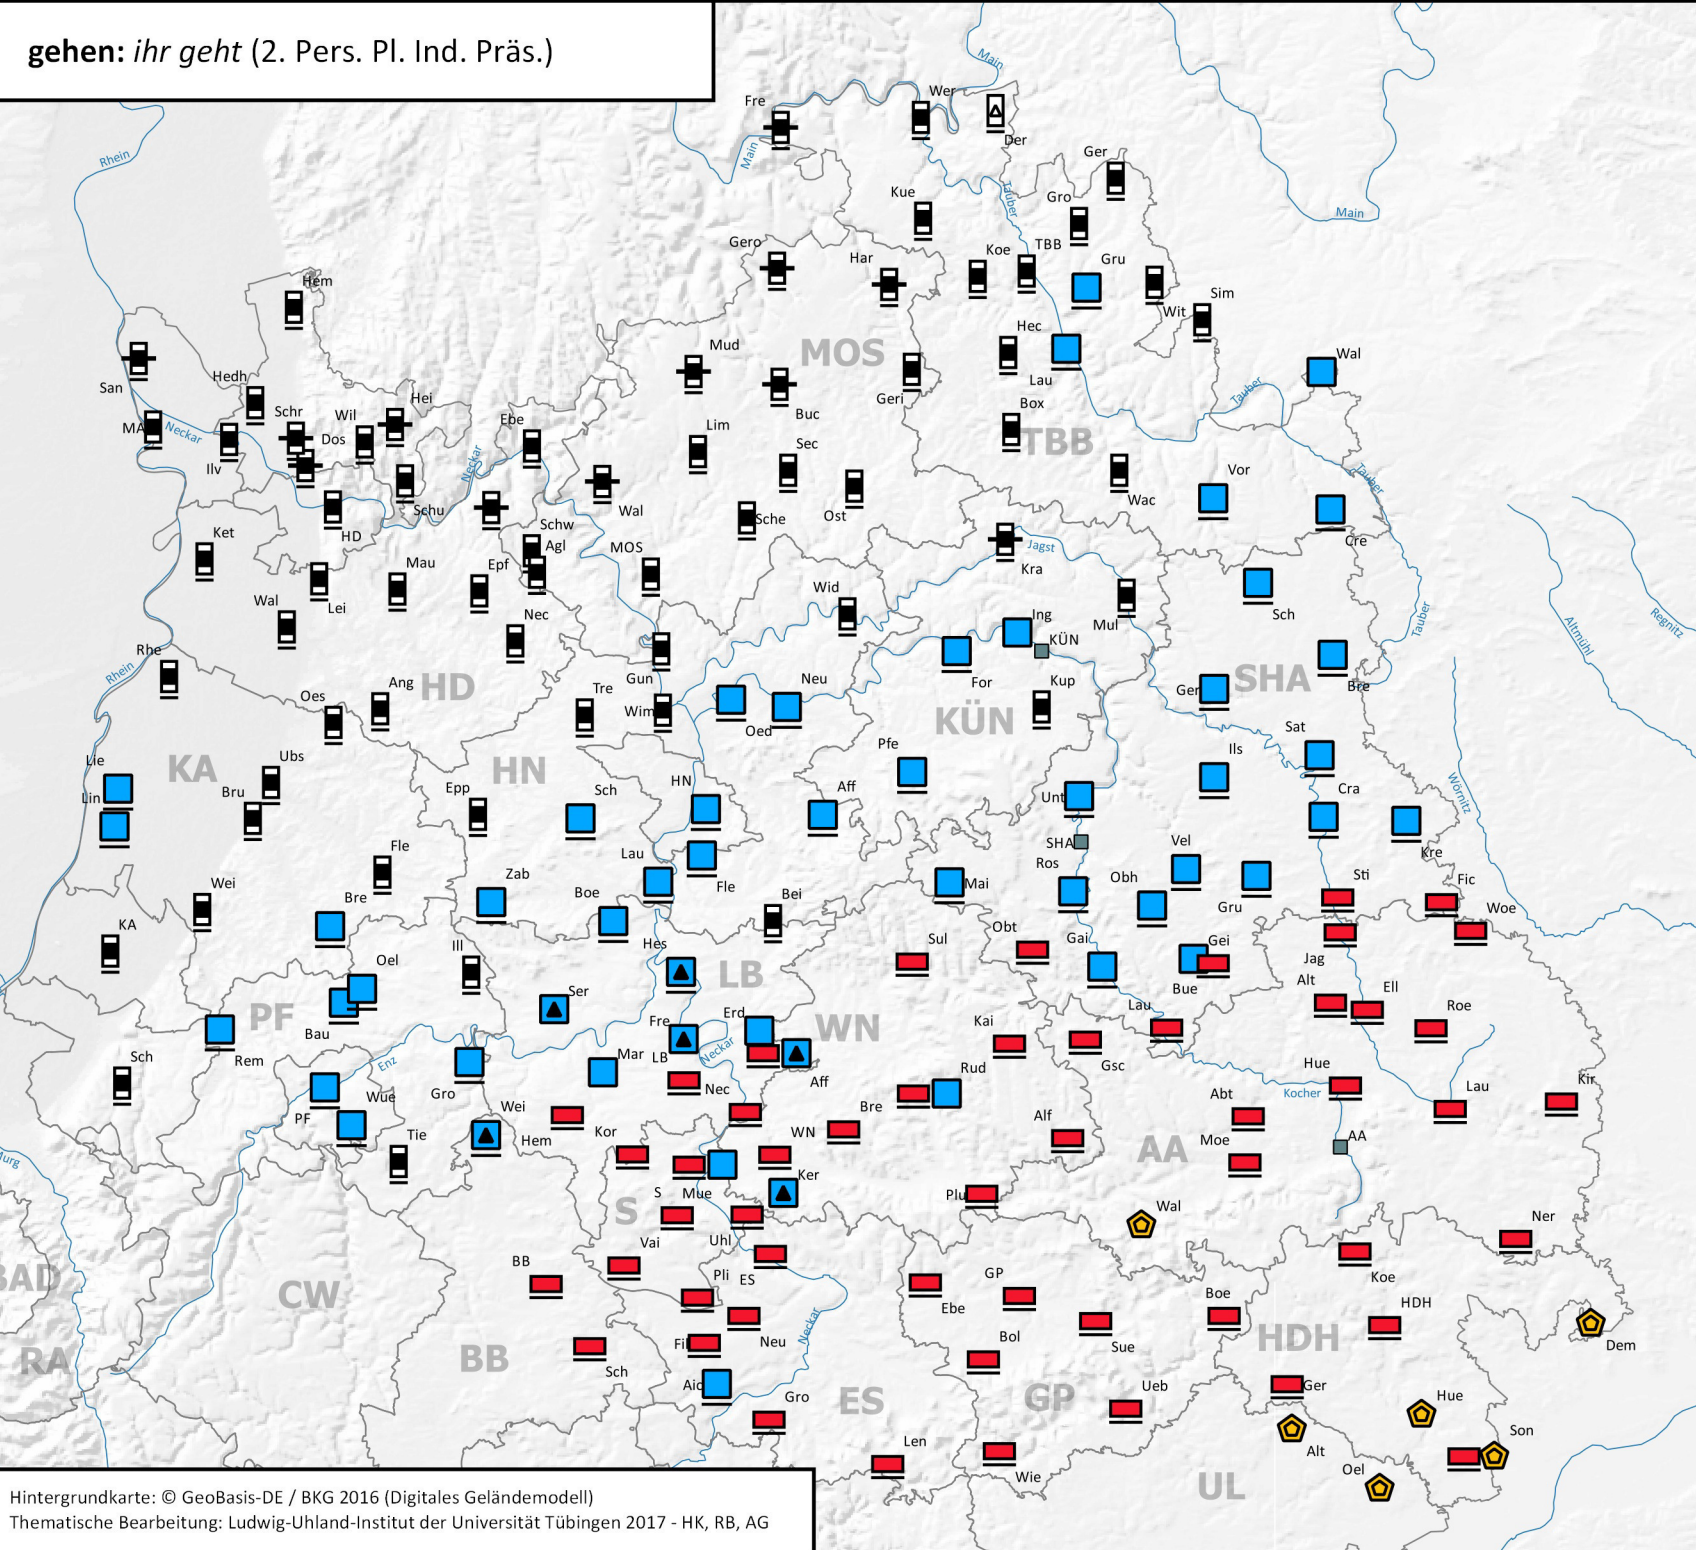 gehen: ihr geht (2. Pers. Pl. Ind. Präs.)
Main
Wer
Fre
Der
Main
Rhein
Ger
Kue
Tauber
Gro
Main
Gero
Har
Koe
TBB
Gru
Hem
Wit
Sim
Hec
Mud
MOS
Wal
San
Hedh
Lau
Tauber
Hei
Geri
Schr
Wil
Buc
Box
Ebe
Lim
MA
Neckar
Dos
Sec
TBB
Ilv
Neckar
Vor
Tauber
Wal
Schu
Ost
Wac
Sche
Schw
HD
Ket
Agl
MOS
Jagst
Cre
Mau
Epf
Kra
Wal
Lei
Wid
Nec
Ing
Sch
Mul
Tauber
Altmühl
Regnitz
KÜN
Rhe
Rhein
Gun
For
Oes
Ang
HD
Tre
Neu
Kup
Ger
SHA
Bre
Wim
Oed
KÜN
Sat
Pfe
Ils
Lie
KA
Ubs
HN
HN
Aff
Cra
Lin
Bru
Epp
Sch
Unt
Wörnitz
SHA
Fle
Lau
Ros
Vel
Kre
Wei
Zab
Fle
Mai
Obh
Sti
Fic
Bre
Boe
Bei
Gru
Woe
KA
Ill
Hes
Sul
Obt
Gai
Gei
Oel
LB
Jag
Ser
Bue
Alt
Ell
PF
Erd
WN
Lau
Roe
Bau
Fre
Kai
Rem
Enz
LB
Neckar
Mar
Gsc
Sch
Aff
Rud
Hue
Gro
Nec
Kocher
Lau
Kir
Wue
Wei
Abt
PF
Bre
Alf
Kor
WN
Tie
Hem
Moe
AA
AA
Murg
Ker
S
Mue
Plu
S
Wal
Ner
Uhl
Vai
BB
Pli
ES
GP
Koe
BAD
CW
Ebe
Boe
HDH
Neckar
Bol
HDH
Fil
Neu
Sue
Dem
RA
BB
Sch
Aic
Ueb
Ger
ES
Gro
GP
Hue
Len
Son
Alt
Oel
Wie
UL
Hintergrundkarte: © GeoBasis-DE / BKG 2016 (Digitales Geländemodell)
Thematische Bearbeitung: Ludwig-Uhland-Institut der Universität Tübingen 2017 - HK, RB, AG